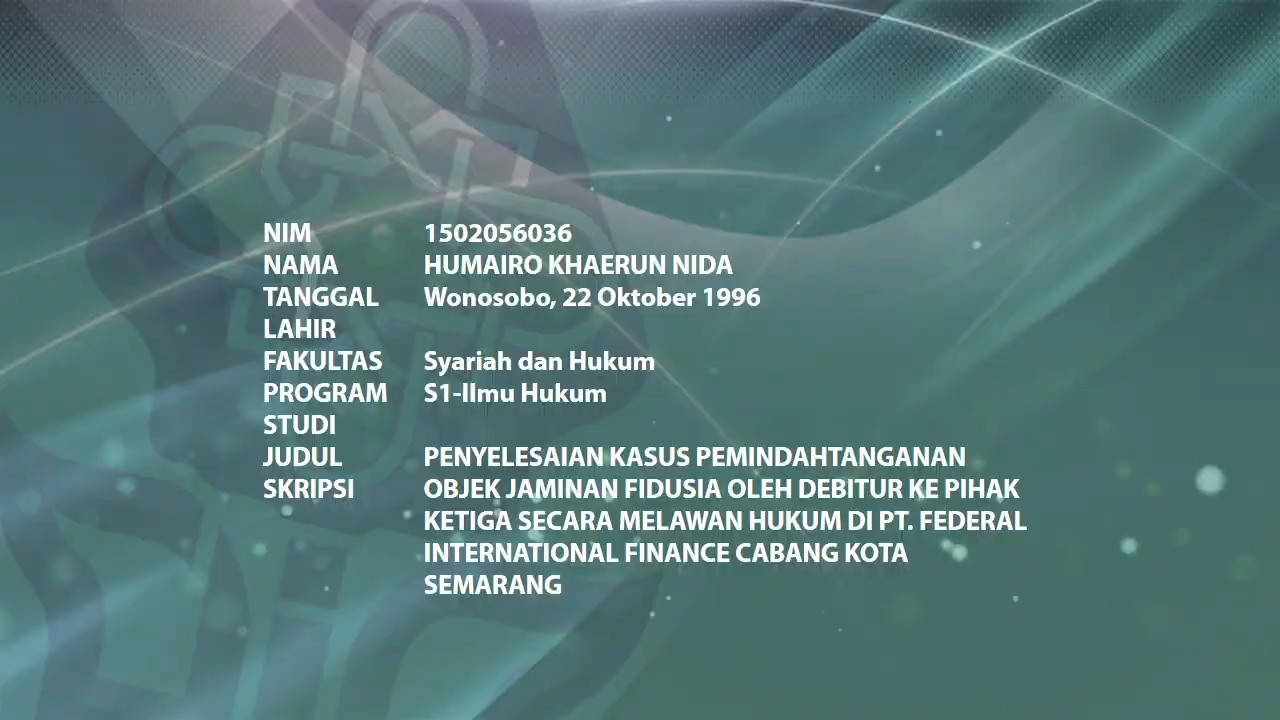 NIM 1502056036
NAMA HUMAIRO KHAERUN NIDA
TANGGAL Wonosobo, 22 Oktober 1996
LAHIR
FAKULTAS Syariah dan Hukum
PROGRAM S1-Ilmu Hukum
STUDI
JUDUL PENYELESAIAN KASUS PEMINDAHTANGANAN
SKRIPSI OBJEK JAMINAN FIDUSIA OLEH DEBITUR KE PIHAK
KETIGA SECARA MELAWAN HUKUM DI PT. FEDERAL
INTERNATIONAL FINANCE CABANG KOTA
SEMARANG